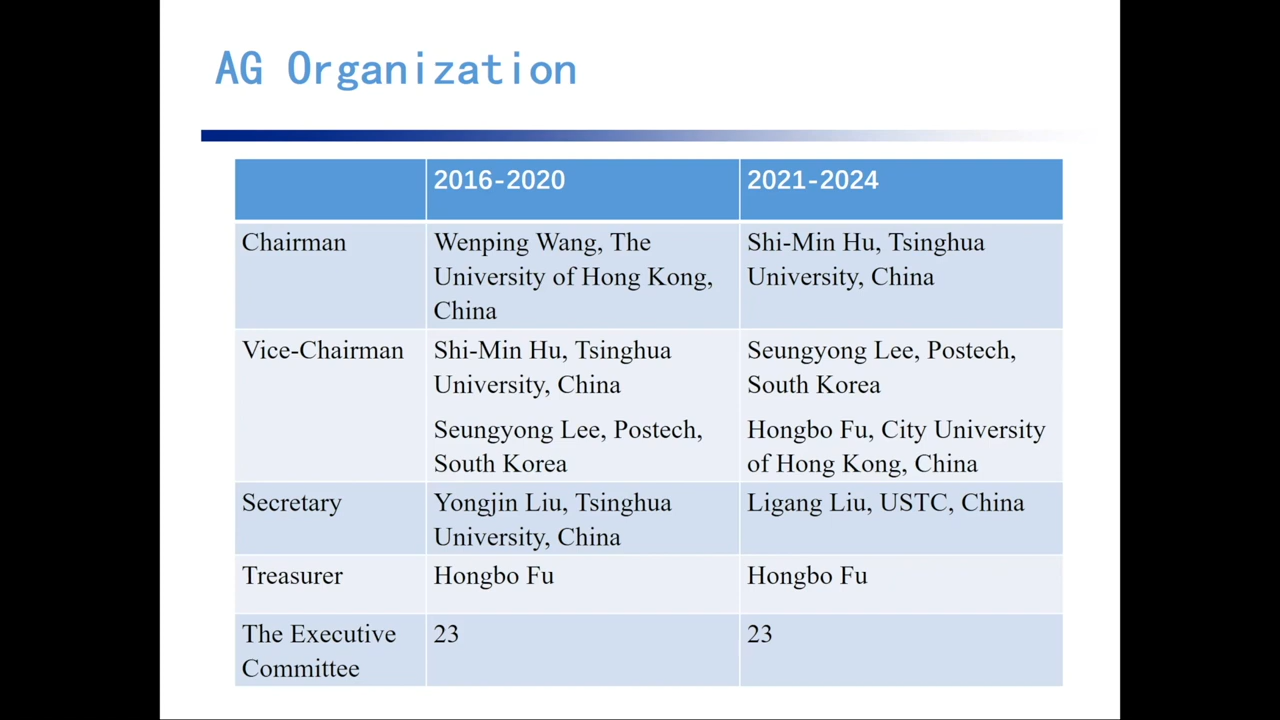 AG Organization
2016-2020
2021-2024
Chairman
Wenping Wang, The
University of Hong Kong,
China
Shi-Min Hu, Tsinghua
University, China
Vice-Chairman
Shi-Min Hu, Tsinghua
University, China
Seungyong Lee, Postech,
South Korea
Seungyong Lee, Postech,
South Korea
Hongbo Fu, City University
of Hong Kong, China
Secretary
Yongjin Liu, Tsinghua
University, China
Ligang Liu, USTC, China
Treasurer
Hongbo Fu
Hongbo Fu
The Executive
Committee
23
23